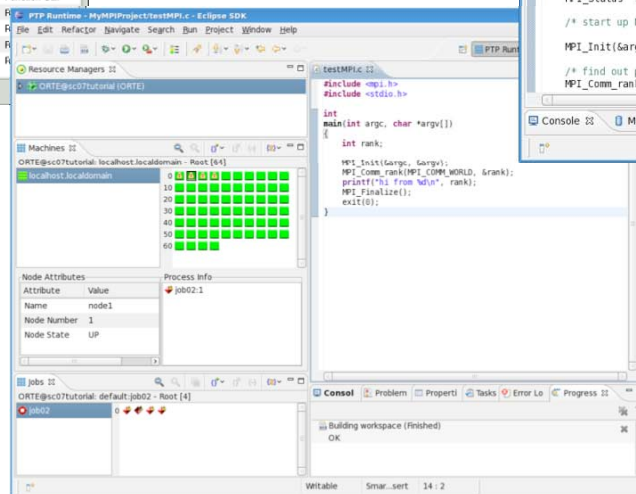 PTP Runtime - MyMPIProject/testMPI.c - Eclipse SDK
File Edit Refactor Navigate Search Run Project Window Help
PTP Runt
Resource Managers
ORTE@sc07tutorial (ORTE)
Machines
ORTE@sc07tutorial: localhost.localdomain - Root [64]
localhost.localdomain
0
10
20
30
40
50
60
Node Attributes
Attribute Value
Name node1
Node Number 1
Node State UP
Process Info
job02:1
Jobs
ORTE@sc07tutorial: default:job02 - Root [4]
job02
0
testMPI.c
#include <mpi.h>
#include <stdio.h>
int
main(int argc, char *argv[])
{
int rank;
MPI_Init(&argc, &argv);
MPI_Comm_rank(MPI_COMM_WORLD, &rank);
printf("hi from %d\n", rank);
MPI_Finalize();
exit(0);
}
/* start up
MPI_Init(&arg
/* find out
MPI_Comm_rank
Console M
Consol Problem Properti Tasks Error Lo Progress
Building workspace (Finished)
OK
Writable Smar...sert 14 : 2